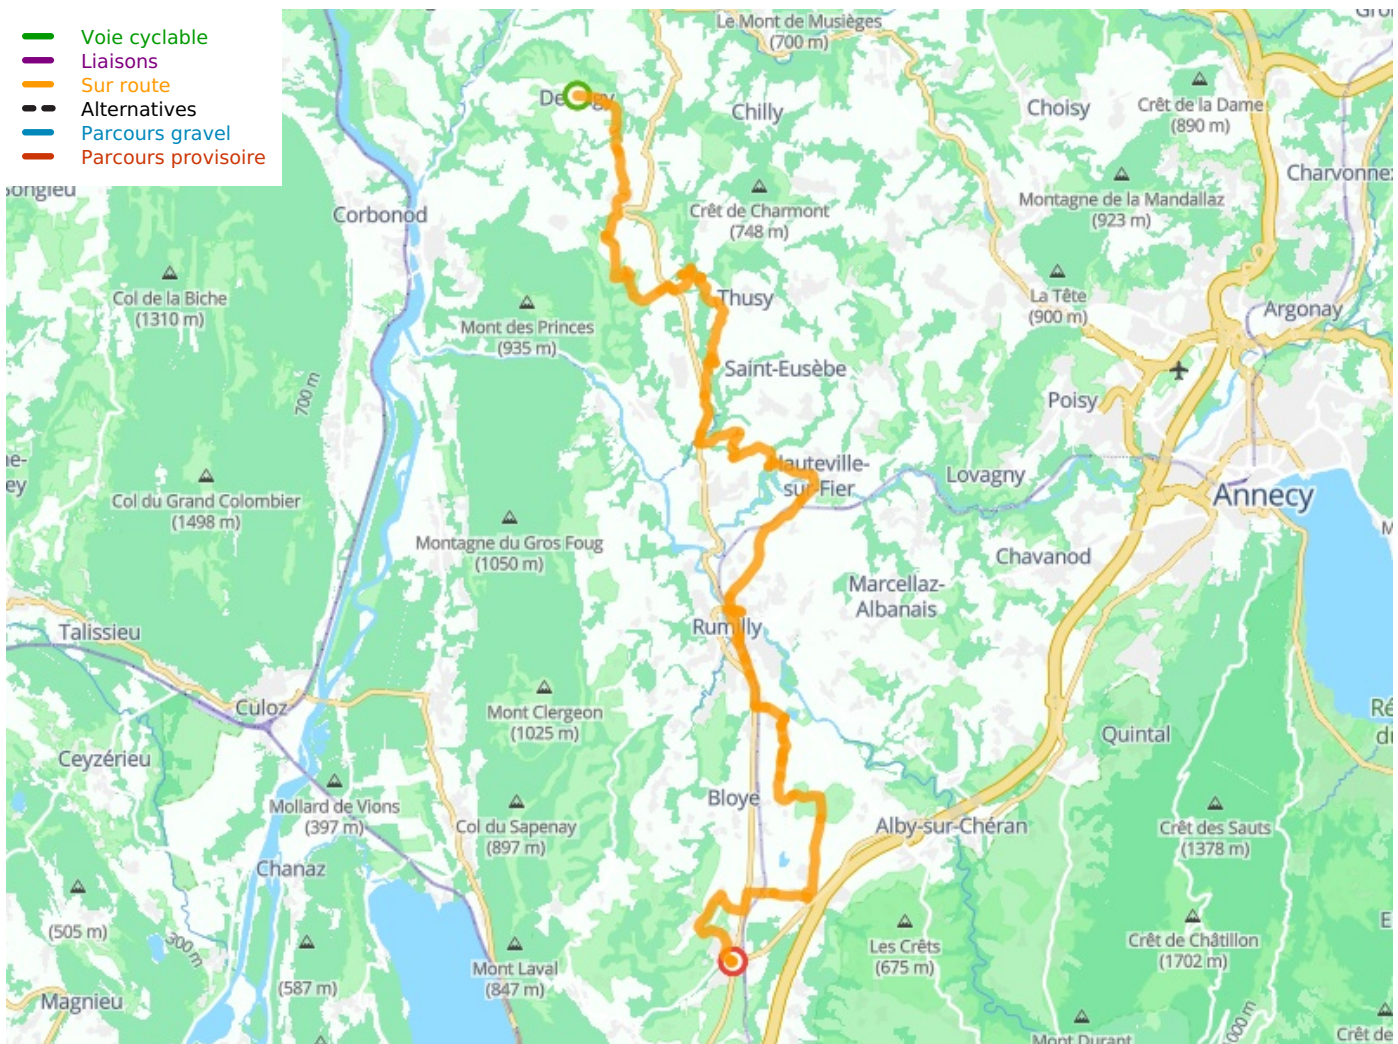 Voie cyclable
Liaisons
Sur route
Alternatives
Parcours gravel
Parcours provisoire
Le Mont de Musièges
(700 m)
Chilly
Choisy
Crêt de la Dame
(890 m)
Charvonnex
Corbonod
Crêt de Charmont
(748 m)
Montagne de la Mandallaz
(923 m)
Col de la Biche
(1310 m)
Mont des Princes
(935 m)
Thusy
La Tête
(900 m)
Argonay
700 m
Saint-Eusèbe
Poisy
Hauteville-
sur-Fier
Lovagny
Annecy
Col du Grand Colombier
(1498 m)
Montagne du Gros Foug
(1050 m)
Chavanod
Marcellaz-
Albanais
Talissieu
Rumilly
Culoz
Mont Clergeon
(1025 m)
Quintal
Ré
du
Ceyzérieu
Mollard de Vions
(397 m)
Bloye
Col du Sapenay
(897 m)
Alby-sur-Chéran
Crêt des Sauts
(1378 m)
Chanaz
(505 m)
300 m
(587 m)
Mont Laval
(847 m)
Les Crêts
(675 m)
Crêt de Châtillon
(1702 m)
Magnieu
Mont Durant
Crêt de